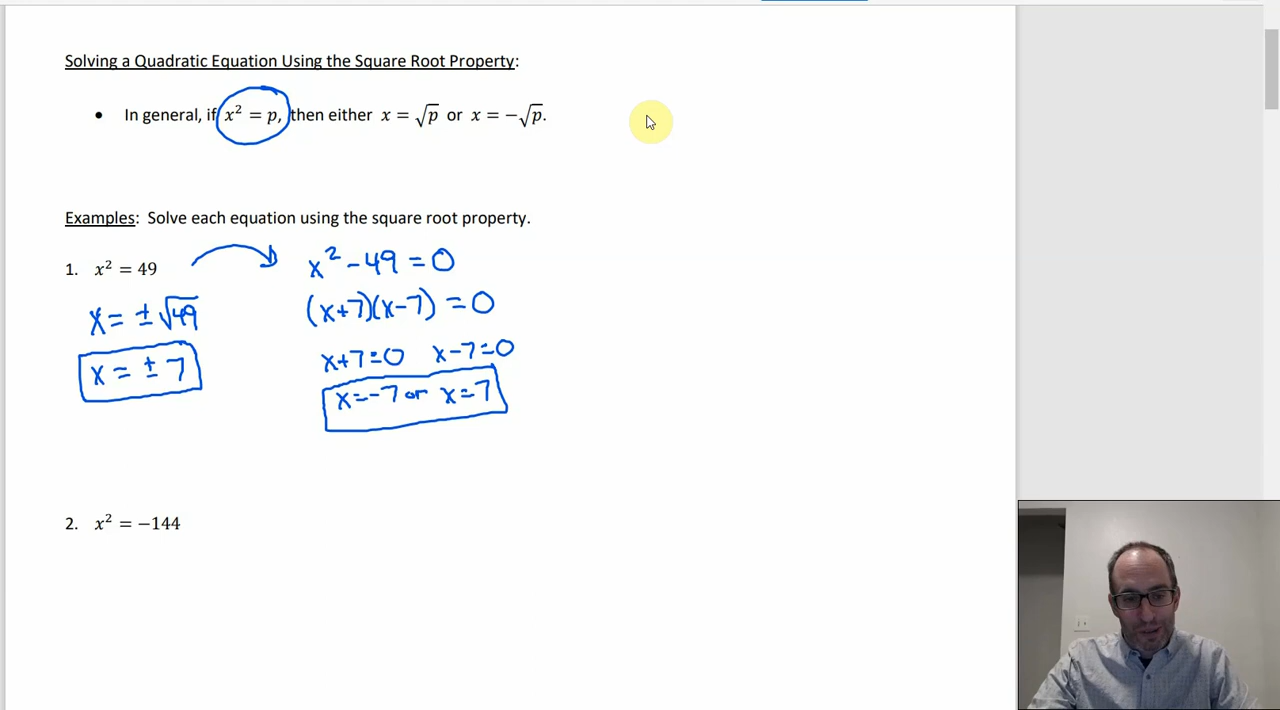 Solving a Quadratic Equation Using the Square Root Property:
• In general, if x² = p, then either x = √p or x = −√p.
Examples: Solve each equation using the square root property.
1. x² = 49
x = ± √49
x = ± 7
x² − 49 = 0
(x+7)(x−7) = 0
x+7=0 x−7=0
x=−7 or x=7
2. x² = −144